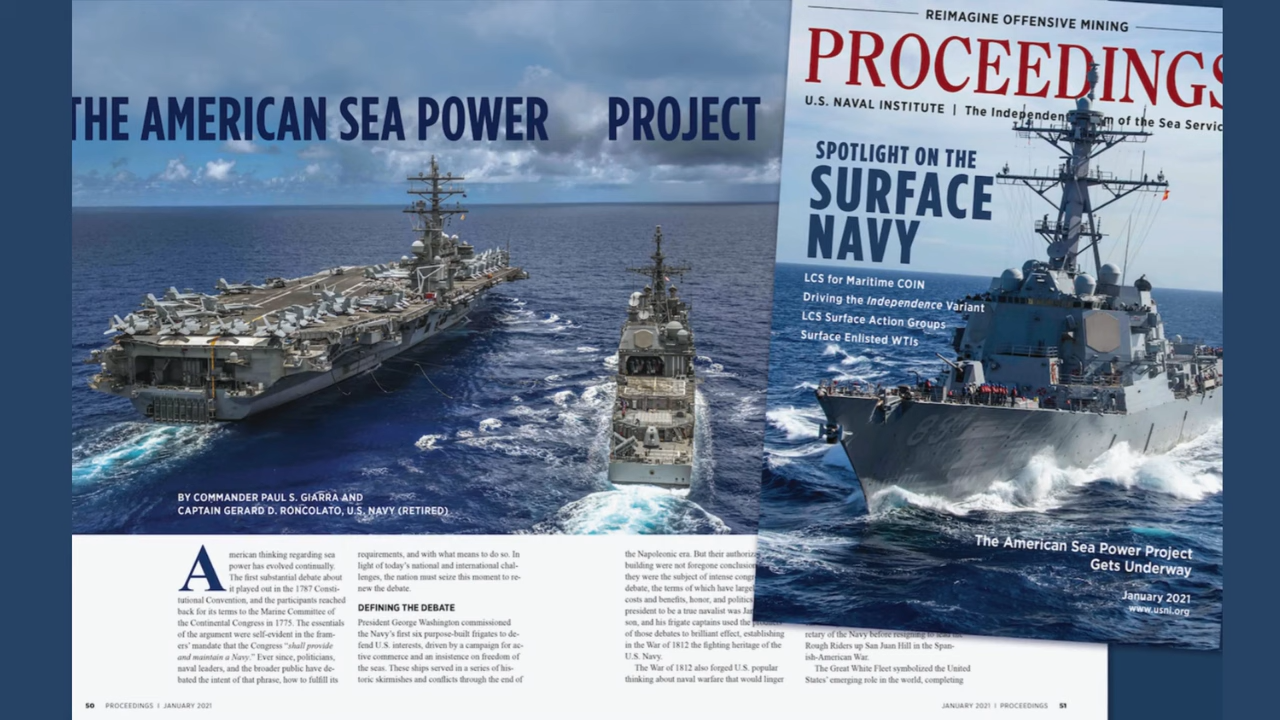 THE AMERICAN SEA POWER PROJECT
BY COMMANDER PAUL S. GIARRA AND
CAPTAIN GERARD D. RONCOLATO, U.S. NAVY (RETIRED)
American thinking regarding sea
power has evolved continually.
The first substantial debate about
it played out in the 1787 Consti-
tutional Convention, and the participants reached
back for its terms to the Marine Committee of
the Continental Congress in 1775. The essentials
of the argument were self-evident in the fram-
ers’ mandate that the Congress “shall provide
and maintain a Navy.” Ever since, politicians,
naval leaders, and the broader public have de-
bated the intent of that phrase, how to fulfill its
requirements, and with what means to do so. In
light of today’s national and international chal-
lenges, the nation must seize this moment to re-
new the debate.
DEFINING THE DEBATE
President George Washington commissioned
the Navy’s first six purpose-built frigates to de-
fend U.S. interests, driven by a campaign for ac-
tive commerce and an insistence on freedom of
the seas. These ships served in a series of his-
toric skirmishes and conflicts through the end of
the Napoleonic era. But their
building were not foregone
they were the subject of intense
debate, the terms of which have
costs and benefits, honor, and
president to be a true navalist was
son, and his frigate captains used the
of those debates to brilliant effect, establishing
in the War of 1812 the fighting heritage of the
U.S. Navy.
The War of 1812 also forged U.S. popular
thinking about naval warfare that would linger
retary of the Navy before resigning to lead the
Rough Riders up San Juan Hill in the Span-
ish-American War.
The Great White Fleet symbolized the United
States’ emerging role in the world, completing
50 PROCEEDINGS | JANUARY 2021
JANUARY 2021 | PROCEEDINGS 51
REIMAGINE OFFENSIVE MINING
PROCEEDINGS
U.S. NAVAL INSTITUTE | The of the Sea
SPOTLIGHT ON THE
SURFACE
NAVY
LCS for Maritime COIN
Driving the Independence Variant
LCS Surface Action Groups
Surface Enlisted WTIs
89
The American Sea Power Project
Gets Underway
January 2021
www.usni.org